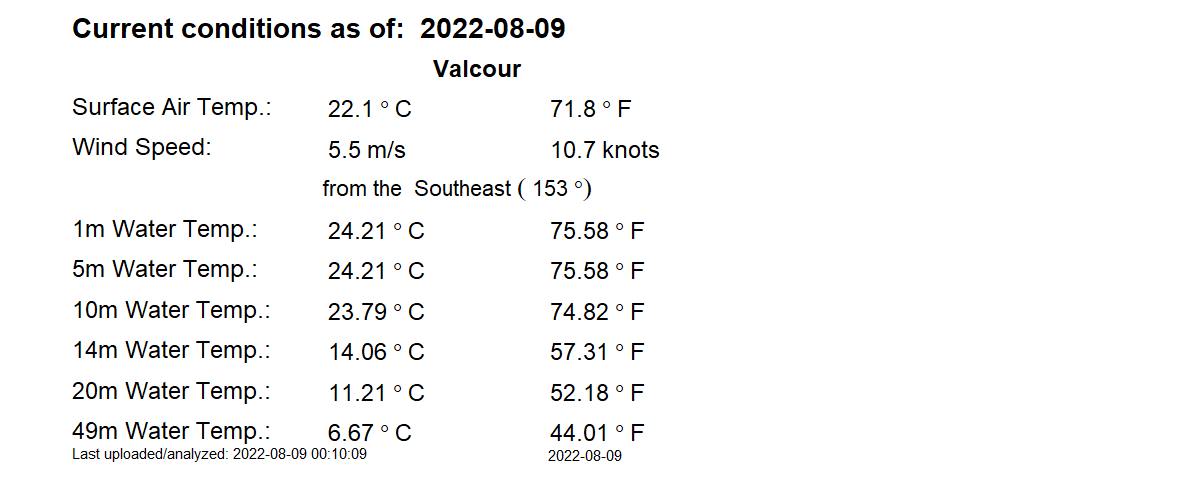 Current conditions as of:  2022-08-09
Valcour
Surface Air Temp.: 22.1 ° C 71.8 ° F
Wind Speed: 5.5 m/s 10.7 knots
from the  Southeast ( 153 °)
1m Water Temp.: 24.21 ° C 75.58 ° F
5m Water Temp.: 24.21 ° C 75.58 ° F
10m Water Temp.: 23.79 ° C 74.82 ° F
14m Water Temp.: 14.06 ° C 57.31 ° F
20m Water Temp.: 11.21 ° C 52.18 ° F
49m Water Temp.: 6.67 ° C 44.01 ° F
Last uploaded/analyzed: 2022-08-09 00:10:09 2022-08-09